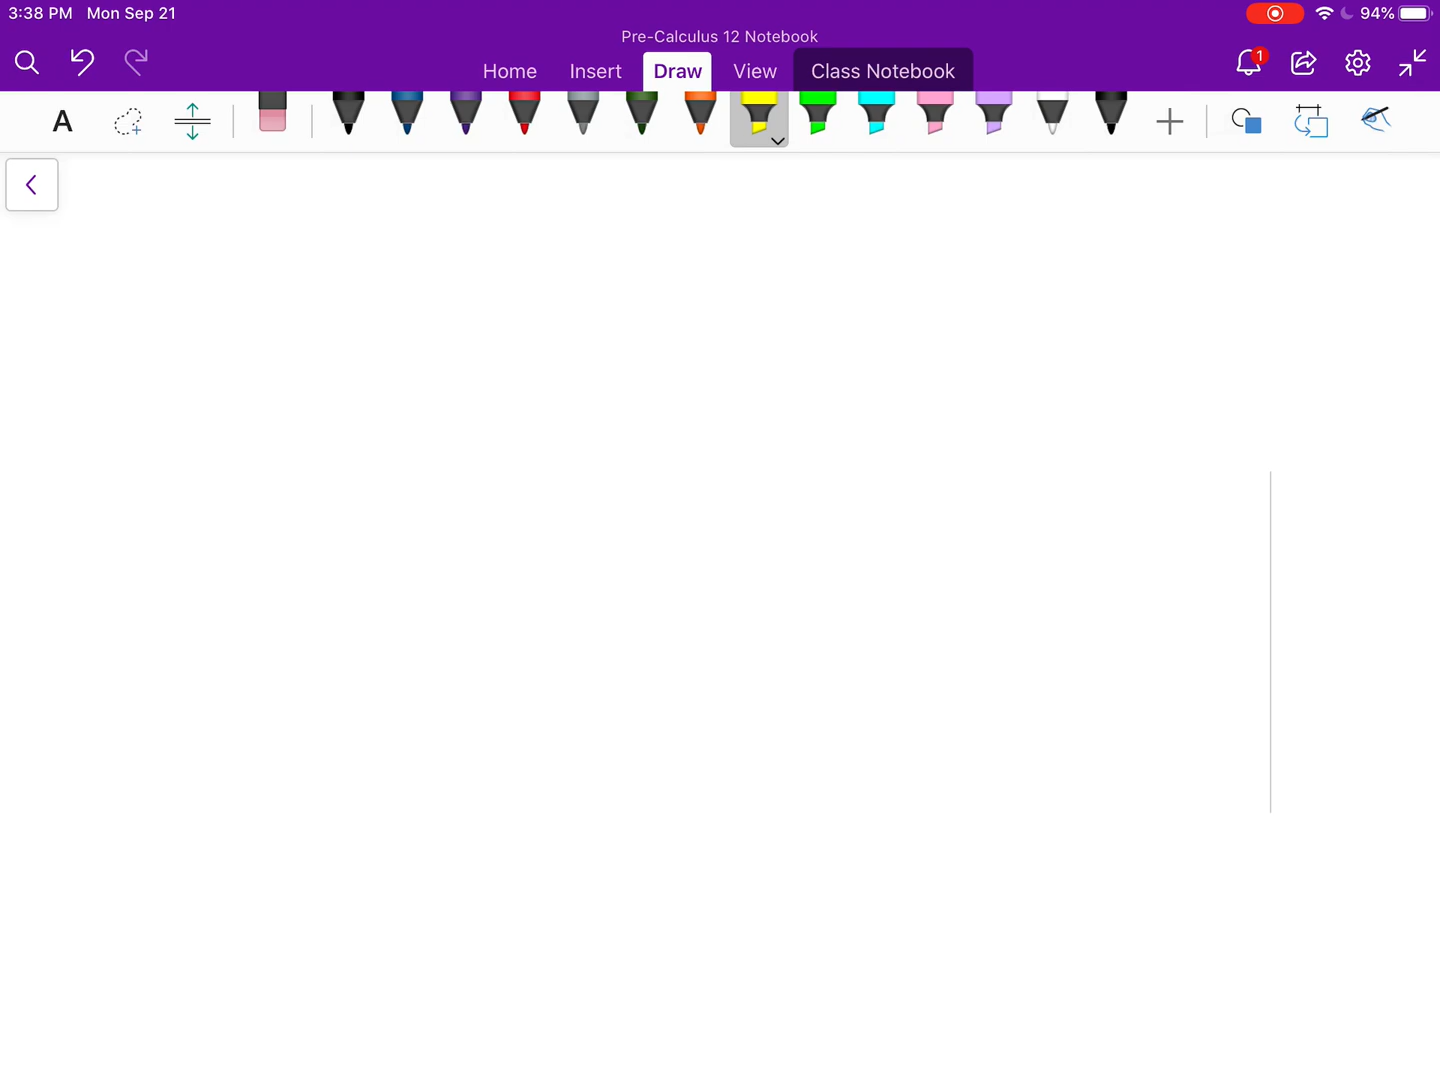 3:38 PM Mon Sep 21 94%
Pre-Calculus 12 Notebook
1
Home Insert Draw View Class Notebook
A